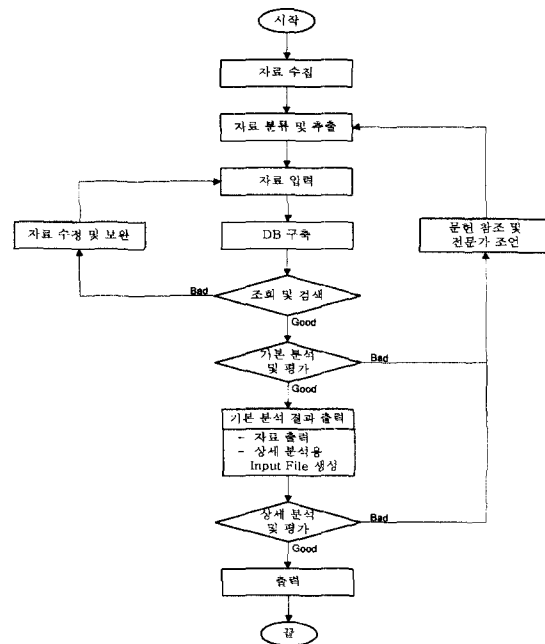 시작
자료 수집
자료 분류 및 추출
자료 입력
자료 수정 및 보완
DB 구축
문헌 참조 및
전문가 조언
조회 및 검색
Bad
Good
기본 분석
및 평가
Bad
Good
기본 분석 결과 출력
- 자료 출력
- 상세 분석용
Input File 생성
상세 분석
및 평가
Bad
Good
출력
끝